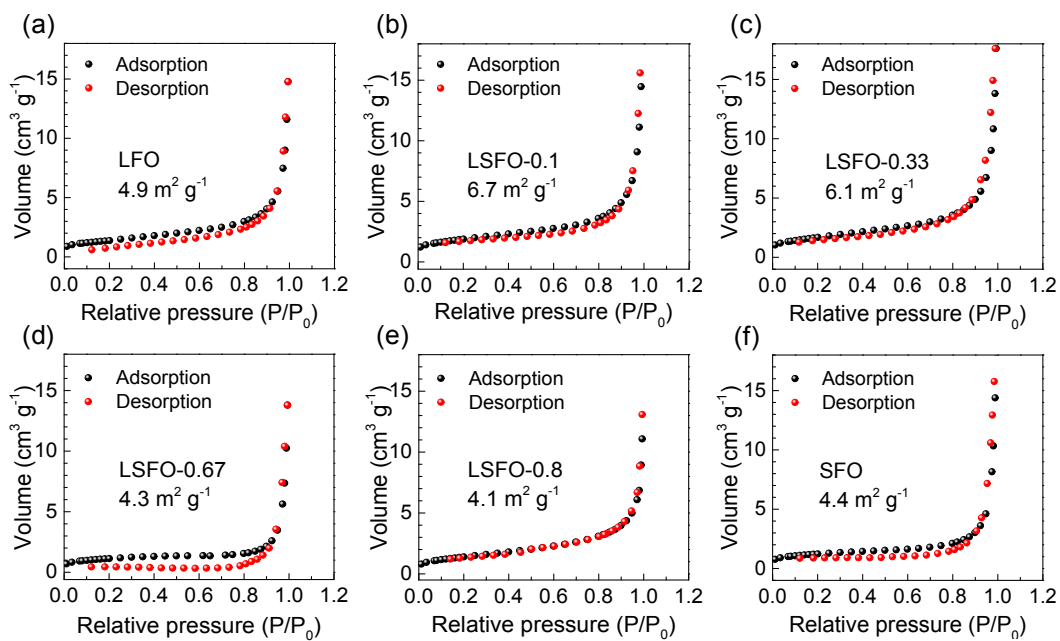 (a)
15
10
5
0
Volume (cm³ g⁻¹)
Adsorption
Desorption
LFO
4.9 m² g⁻¹
0.0 0.2 0.4 0.6 0.8 1.0 1.2
Relative pressure (P/P₀)
(b)
15
10
5
0
Volume (cm³ g⁻¹)
Adsorption
Desorption
LSFO-0.1
6.7 m² g⁻¹
0.0 0.2 0.4 0.6 0.8 1.0 1.2
Relative pressure (P/P₀)
(c)
15
10
5
0
Volume (cm³ g⁻¹)
Adsorption
Desorption
LSFO-0.33
6.1 m² g⁻¹
0.0 0.2 0.4 0.6 0.8 1.0 1.2
Relative pressure (P/P₀)
(d)
15
10
5
0
Volume (cm³ g⁻¹)
Adsorption
Desorption
LSFO-0.67
4.3 m² g⁻¹
0.0 0.2 0.4 0.6 0.8 1.0 1.2
Relative pressure (P/P₀)
(e)
15
10
5
0
Volume (cm³ g⁻¹)
Adsorption
Desorption
LSFO-0.8
4.1 m² g⁻¹
0.0 0.2 0.4 0.6 0.8 1.0 1.2
Relative pressure (P/P₀)
(f)
15
10
5
0
Volume (cm³ g⁻¹)
Adsorption
Desorption
SFO
4.4 m² g⁻¹
0.0 0.2 0.4 0.6 0.8 1.0 1.2
Relative pressure (P/P₀)